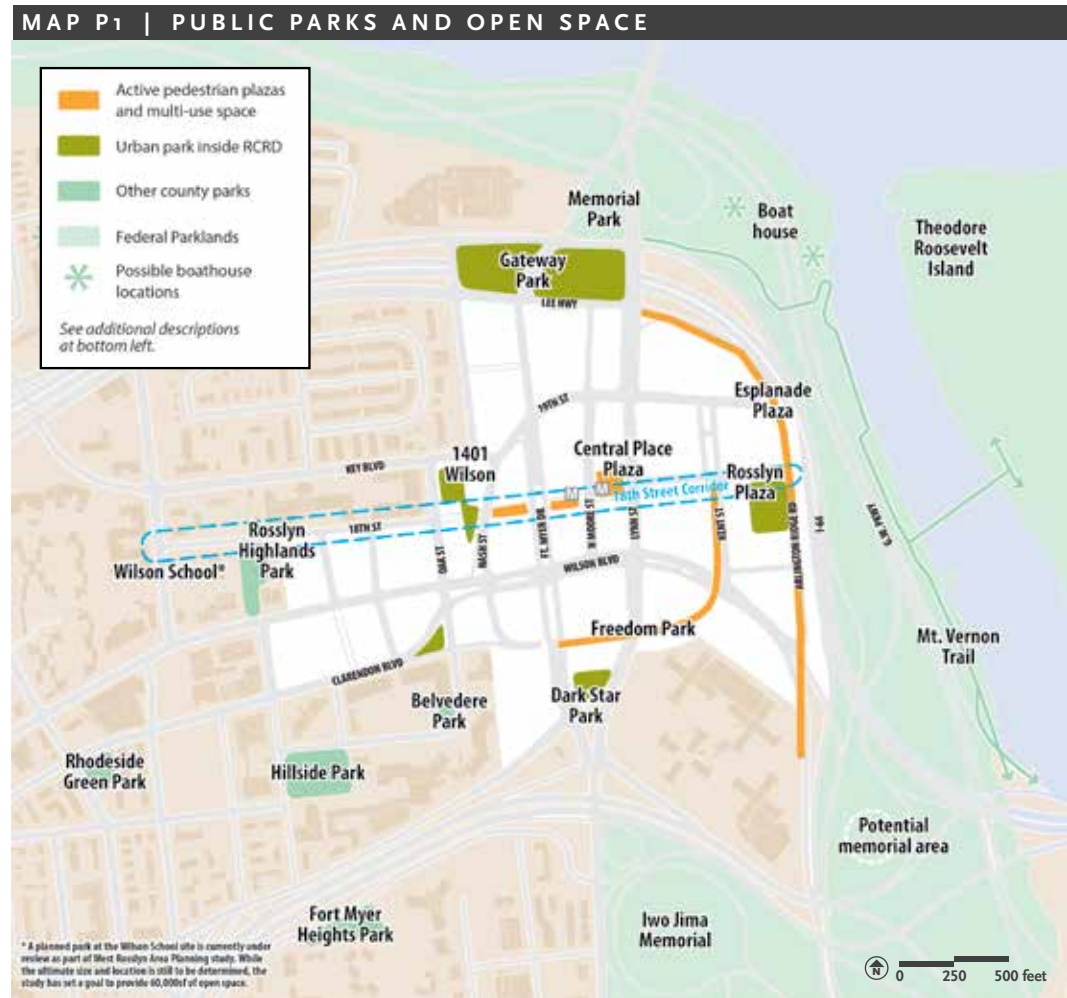 MAP P1 | PUBLIC PARKS AND OPEN SPACE
Active pedestrian plazas
and multi-use space
Urban park inside RCRD
Other county parks
Federal Parklands
Possible boathouse
locations
See additional descriptions
at bottom left.
Memorial
Park
Boat
house
Theodore
Roosevelt
Island
Gateway
Park
LEE HWY
Esplanade
Plaza
19TH ST
1401
Wilson
Central Place
Plaza
KEY BLVD
Rosslyn
Plaza
18th Street Corridor
M
M
18TH ST
Rosslyn
Highlands
Park
Wilson School*
OAK ST
NASH ST
FT. MYER DR.
N MOORE ST
LYNN ST
KENT ST
ARLINGTON RIDGE RD
I-66
G.W. PKWY
WILSON BLVD
Freedom Park
Mt. Vernon
Trail
CLARENDON BLVD
Belvedere
Park
Dark Star
Park
Rhodeside
Green Park
Hillside Park
Potential
memorial area
Fort Myer
Heights Park
Iwo Jima
Memorial
* A planned park at the Wilson School site is currently under
review as part of West Rosslyn Area Planning study. While
the ultimate size and location is still to be determined, the
study has set a goal to provide 60,000sf of open space.
N
0 250 500 feet